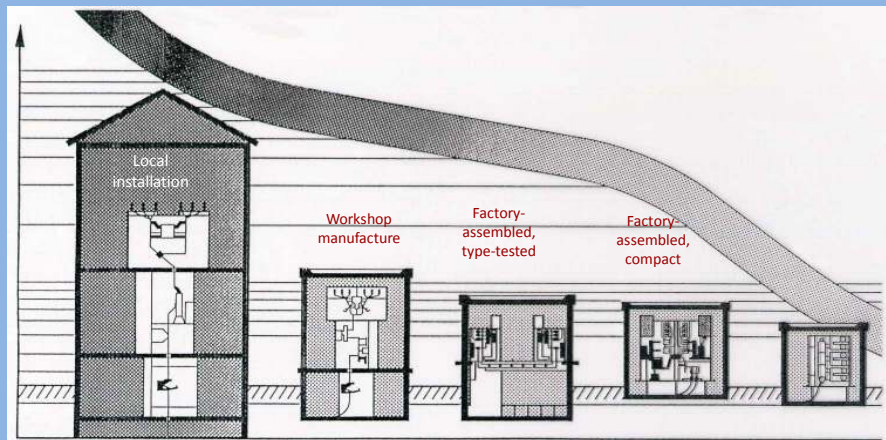 Local
installation
Workshop
manufacture
Factory-
assembled,
type-tested
Factory-
assembled,
compact